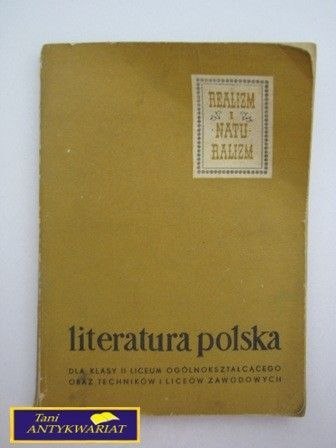 REALIZM
I
NATU
RALIZM
literatura polska
DLA KLASY II LICEUM OGÓLNOKSZTAŁCĄCEGO
ORAZ TECHNIKÓW I LICEÓW ZAWODOWYCH
Tani
ANTYKWARIAT